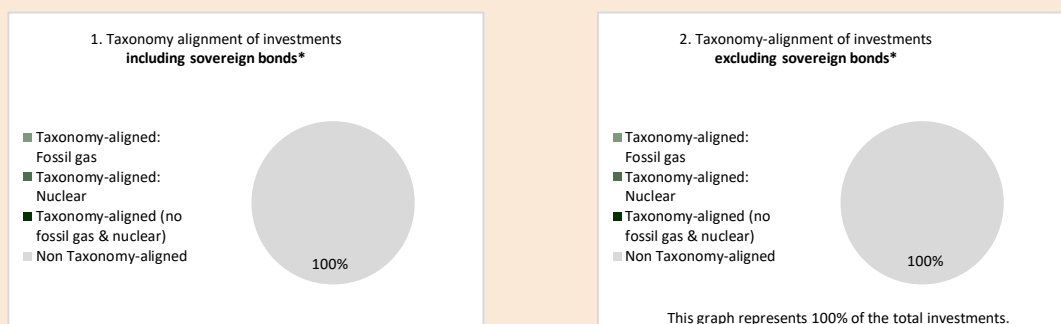 1. Taxonomy alignment of investments
including sovereign bonds*
Taxonomy-aligned:
Fossil gas
Taxonomy-aligned:
Nuclear
Taxonomy-aligned (no
fossil gas & nuclear)
Non Taxonomy-aligned
100%
2. Taxonomy-alignment of investments
excluding sovereign bonds*
Taxonomy-aligned:
Fossil gas
Taxonomy-aligned:
Nuclear
Taxonomy-aligned (no
fossil gas & nuclear)
Non Taxonomy-aligned
100%
This graph represents 100% of the total investments.